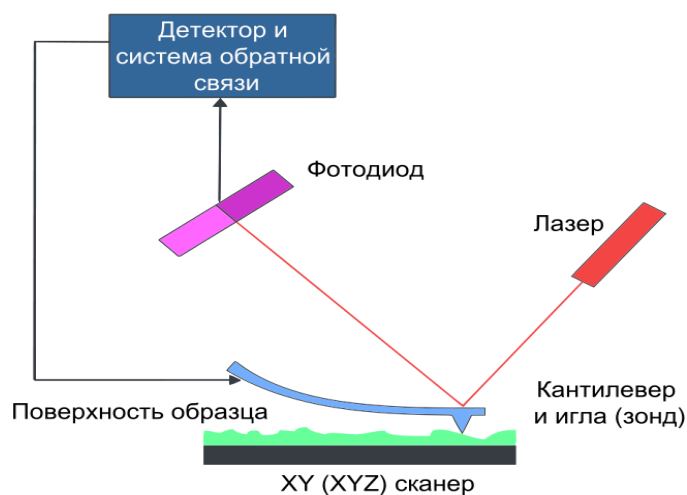 Детектор и
система обратной
связи
Фотодиод
Лазер
Кантилевер
и игла (зонд)
Поверхность образца
XY (XYZ) сканер